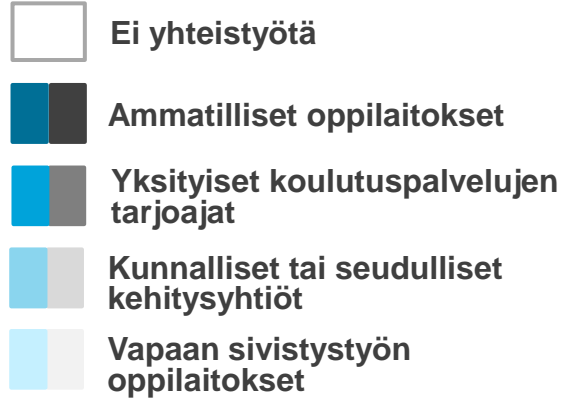 Ei yhteistyötä
Ammatilliset oppilaitokset
Yksityiset koulutuspalvelujen
tarjoajat
Kunnalliset tai seudulliset
kehitysyhtiöt
Vapaan sivistystyön
oppilaitokset